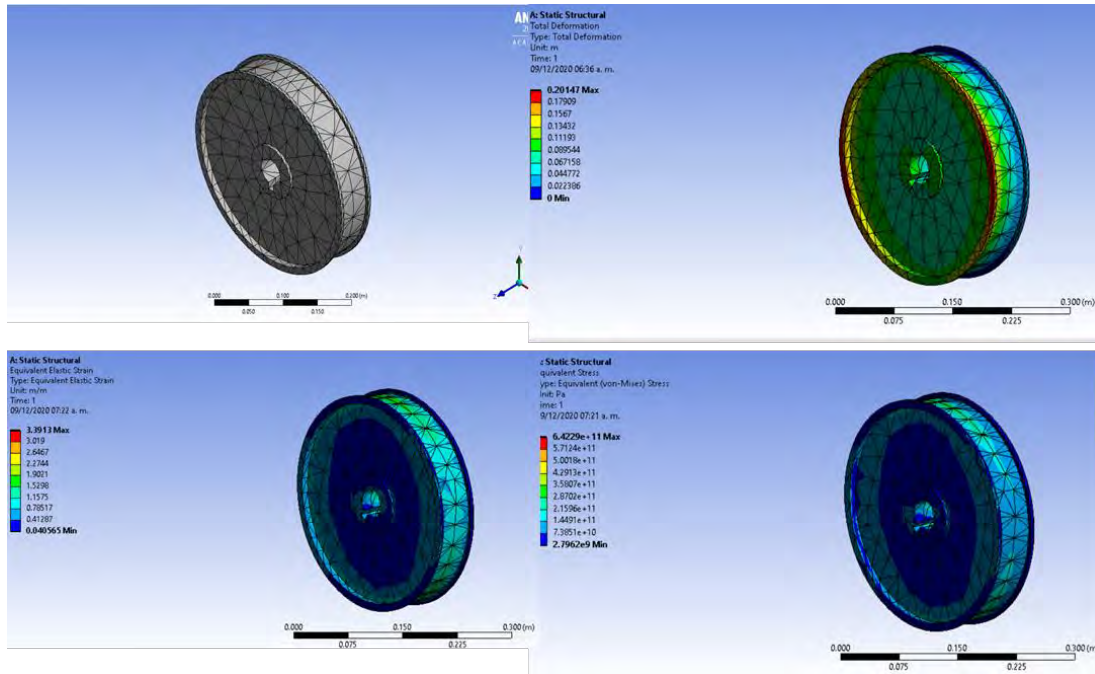 AN
ACA
0.000
0.100
0.200 (m)
0.050
0.150
Y
Z
A: Static Structural
Total Deformation
Type: Total Deformation
Unit: m
Time: 1
09/12/2020 06:36 a. m.
0.20147 Max
0.17909
0.1567
0.13432
0.11193
0.089544
0.067158
0.044772
0.022386
0 Min
0.000
0.150
0.300 (m)
0.075
0.225
A: Static Structural
Equivalent Elastic Strain
Type: Equivalent Elastic Strain
Unit: m/m
Time: 1
09/12/2020 07:22 a. m.
3.3913 Max
3.019
2.6467
2.2744
1.9021
1.5298
1.1575
0.78517
0.41287
0.040565 Min
0.000
0.150
0.300 (m)
0.075
0.225
: Static Structural
quivalent Stress
ype: Equivalent (von-Mises) Stress
nit: Pa
ime: 1
9/12/2020 07:21 a. m.
6.4229e+11 Max
5.7124e+11
5.0018e+11
4.2913e+11
3.5807e+11
2.8702e+11
2.1596e+11
1.4491e+11
7.3851e+10
2.7962e9 Min
0.000
0.150
0.300 (m)
0.075
0.225